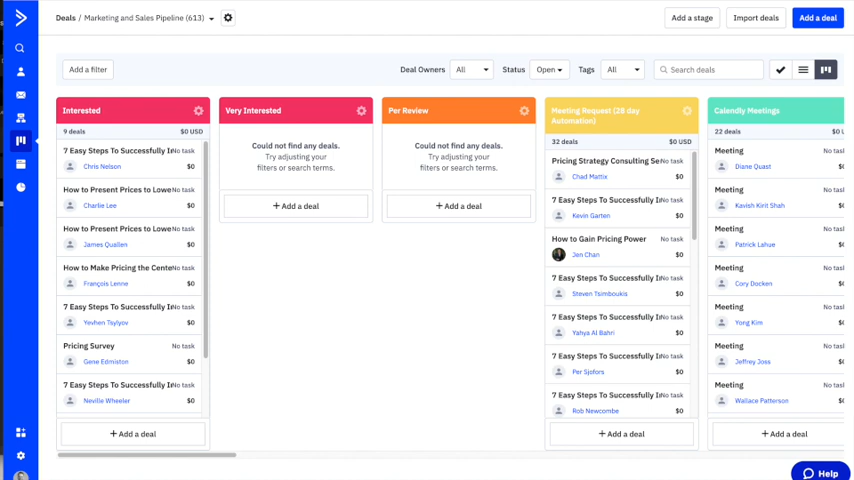 Deals / Marketing and Sales Pipeline (613)
Add a stage
Import deals
Add a deal
Add a filter
Deal Owners
All
Status
Open
Tags
All
Search deals
Interested
9 deals
$0 USD
7 Easy Steps To Successfully
No task
Chris Nelson
$0
How to Present Prices to Lowe
No task
Charlie Lee
$0
How to Present Prices to Lowe
No task
James Quallen
$0
How to Make Pricing the Cente
No task
François Lenne
$0
7 Easy Steps To Successfully
No task
Yevhen Tsylyov
$0
Pricing Survey
No task
Gene Edmiston
$0
7 Easy Steps To Successfully
No task
Neville Wheeler
$0
+ Add a deal
Very Interested
Could not find any deals.
Try adjusting your
filters or search terms.
+ Add a deal
Per Review
Could not find any deals.
Try adjusting your
filters or search terms.
+ Add a deal
Meeting Request (28 day
Automation)
32 deals
$0 USD
Pricing Strategy Consulting Se
No task
Chad Mattix
$0
7 Easy Steps To Successfully
No task
Kevin Garten
$0
How to Gain Pricing Power
No task
Jen Chan
$0
7 Easy Steps To Successfully
No task
Steven Tsimboukis
$0
7 Easy Steps To Successfully
No task
Yahya Al Bahri
$0
7 Easy Steps To Successfully
No task
Per Sjofors
$0
7 Easy Steps To Successfully
No task
Rob Newcombe
$0
+ Add a deal
Calendly Meetings
22 deals
$0 U
Meeting
No tas
Diane Quast
Meeting
No tas
Kavish Kirit Shah
Meeting
No tas
Patrick Lahue
Meeting
No tas
Cory Docken
Meeting
No tas
Yong Kim
Meeting
No tas
Jeffrey Joss
Meeting
No tas
Wallace Patterson
+ Add a deal
Help